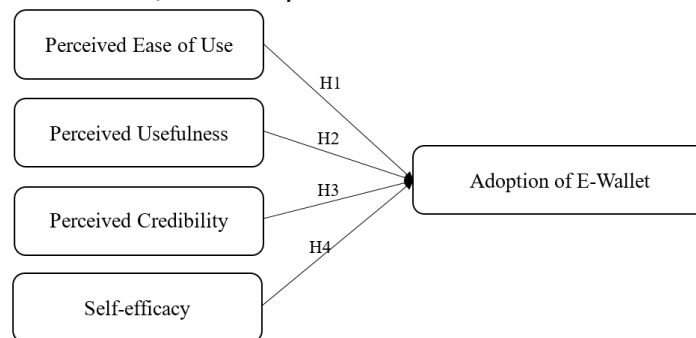 Perceived Ease of Use
H1
Perceived Usefulness
H2
Adoption of E-Wallet
H3
Perceived Credibility
H4
Self-efficacy